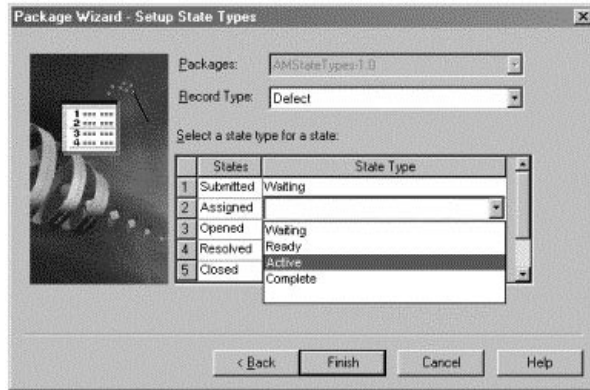 Package Wizard - Setup State Types
Packages: AMStateTypes-1.0
Record Type: Defect
Select a state type for a state:
States State Type
1 Submitted Waiting
2 Assigned
3 Opened Waiting
4 Resolved Ready
Active
5 Closed Complete
< Back Finish Cancel Help